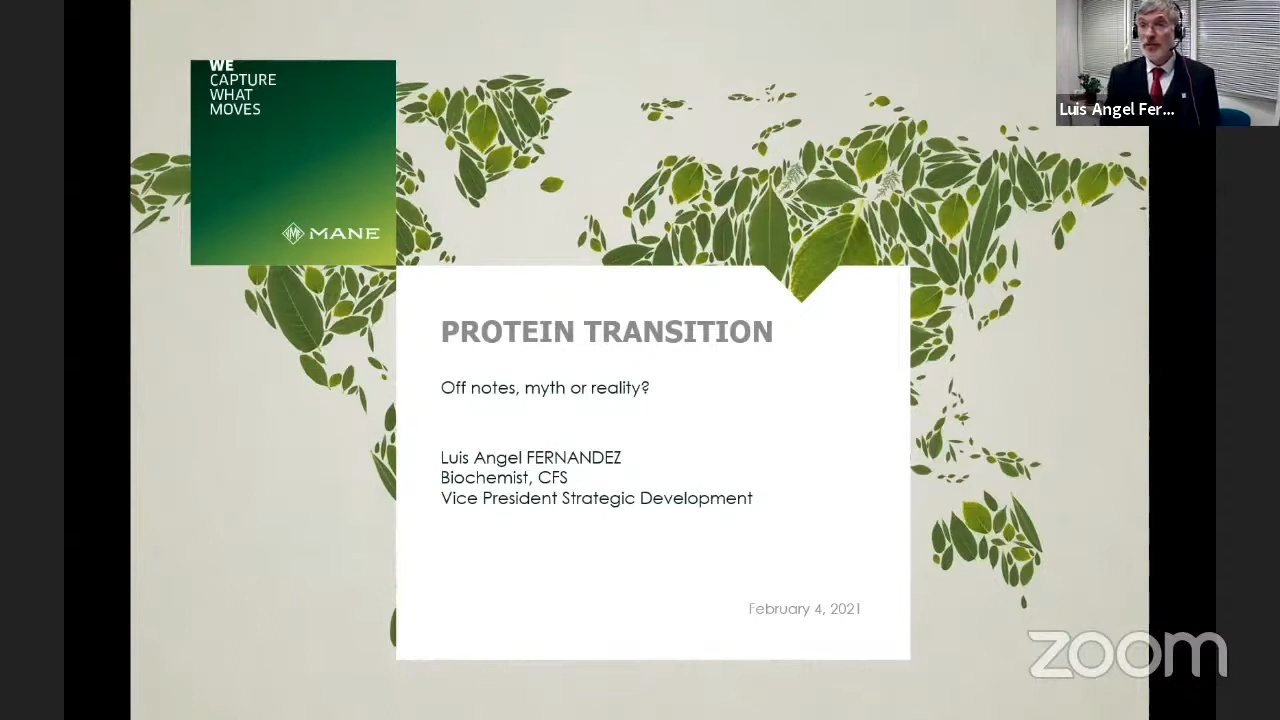 WE
CAPTURE
WHAT
MOVES
MANE
Luis Angel Fer...
PROTEIN TRANSITION
Off notes, myth or reality?
Luis Angel FERNANDEZ
Biochemist, CFS
Vice President Strategic Development
February 4, 2021
zoom